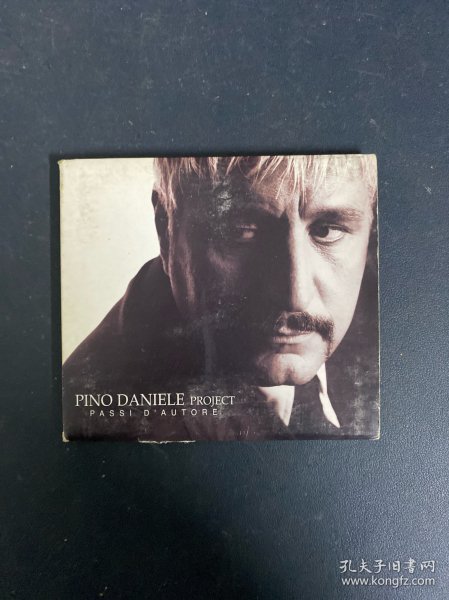 PINO DANIELE PROJECT
PASSI D'AUTORE
孔夫子旧书网
www.kongfz.com